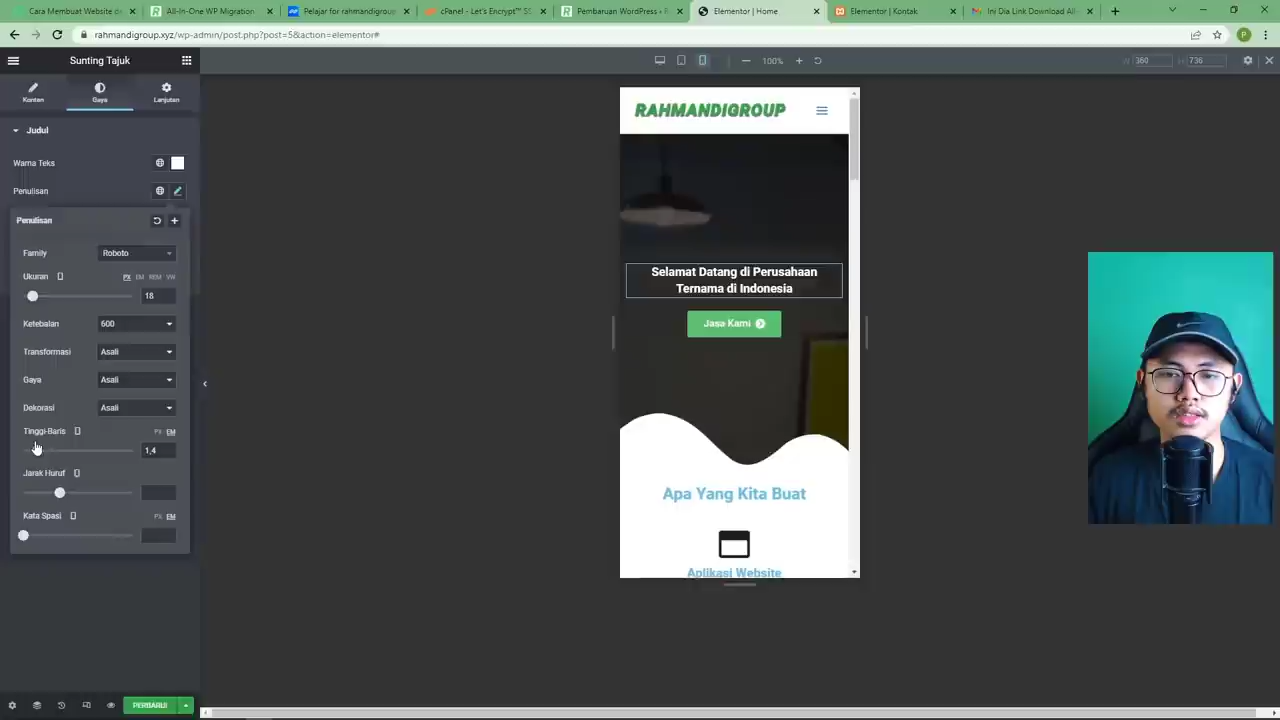 Cara Membuat Website d
All-In-One WP Migration
Pelajar for rahmandigroup
cPanel - Let's Encrypt™ S
Pembaruan WordPress ‹ R
Elementor | Home
Elementor | Kontak
Inj Dia Link Download All-
rahmandigroup.xyz/wp-admin/post.php?post=5&action=elementor#
P
Sunting Tajuk
100%
W 360
H 736
Konten
Gaya
Lanjutan
Judul
Warna Teks
Penulisan
Penulisan
Family
Roboto
Ukuran
PX EM REM VW
18
Ketebalan
600
Transformasi
Asali
Gaya
Asali
Dekorasi
Asali
Tinggi-Baris
PX EM
1,4
Jarak Huruf
Kata Spasi
PX EM
PERBARUI
RAHMANDIGROUP
Selamat Datang di Perusahaan
Ternama di Indonesia
Jasa Kami
Apa Yang Kita Buat
Aplikasi Website